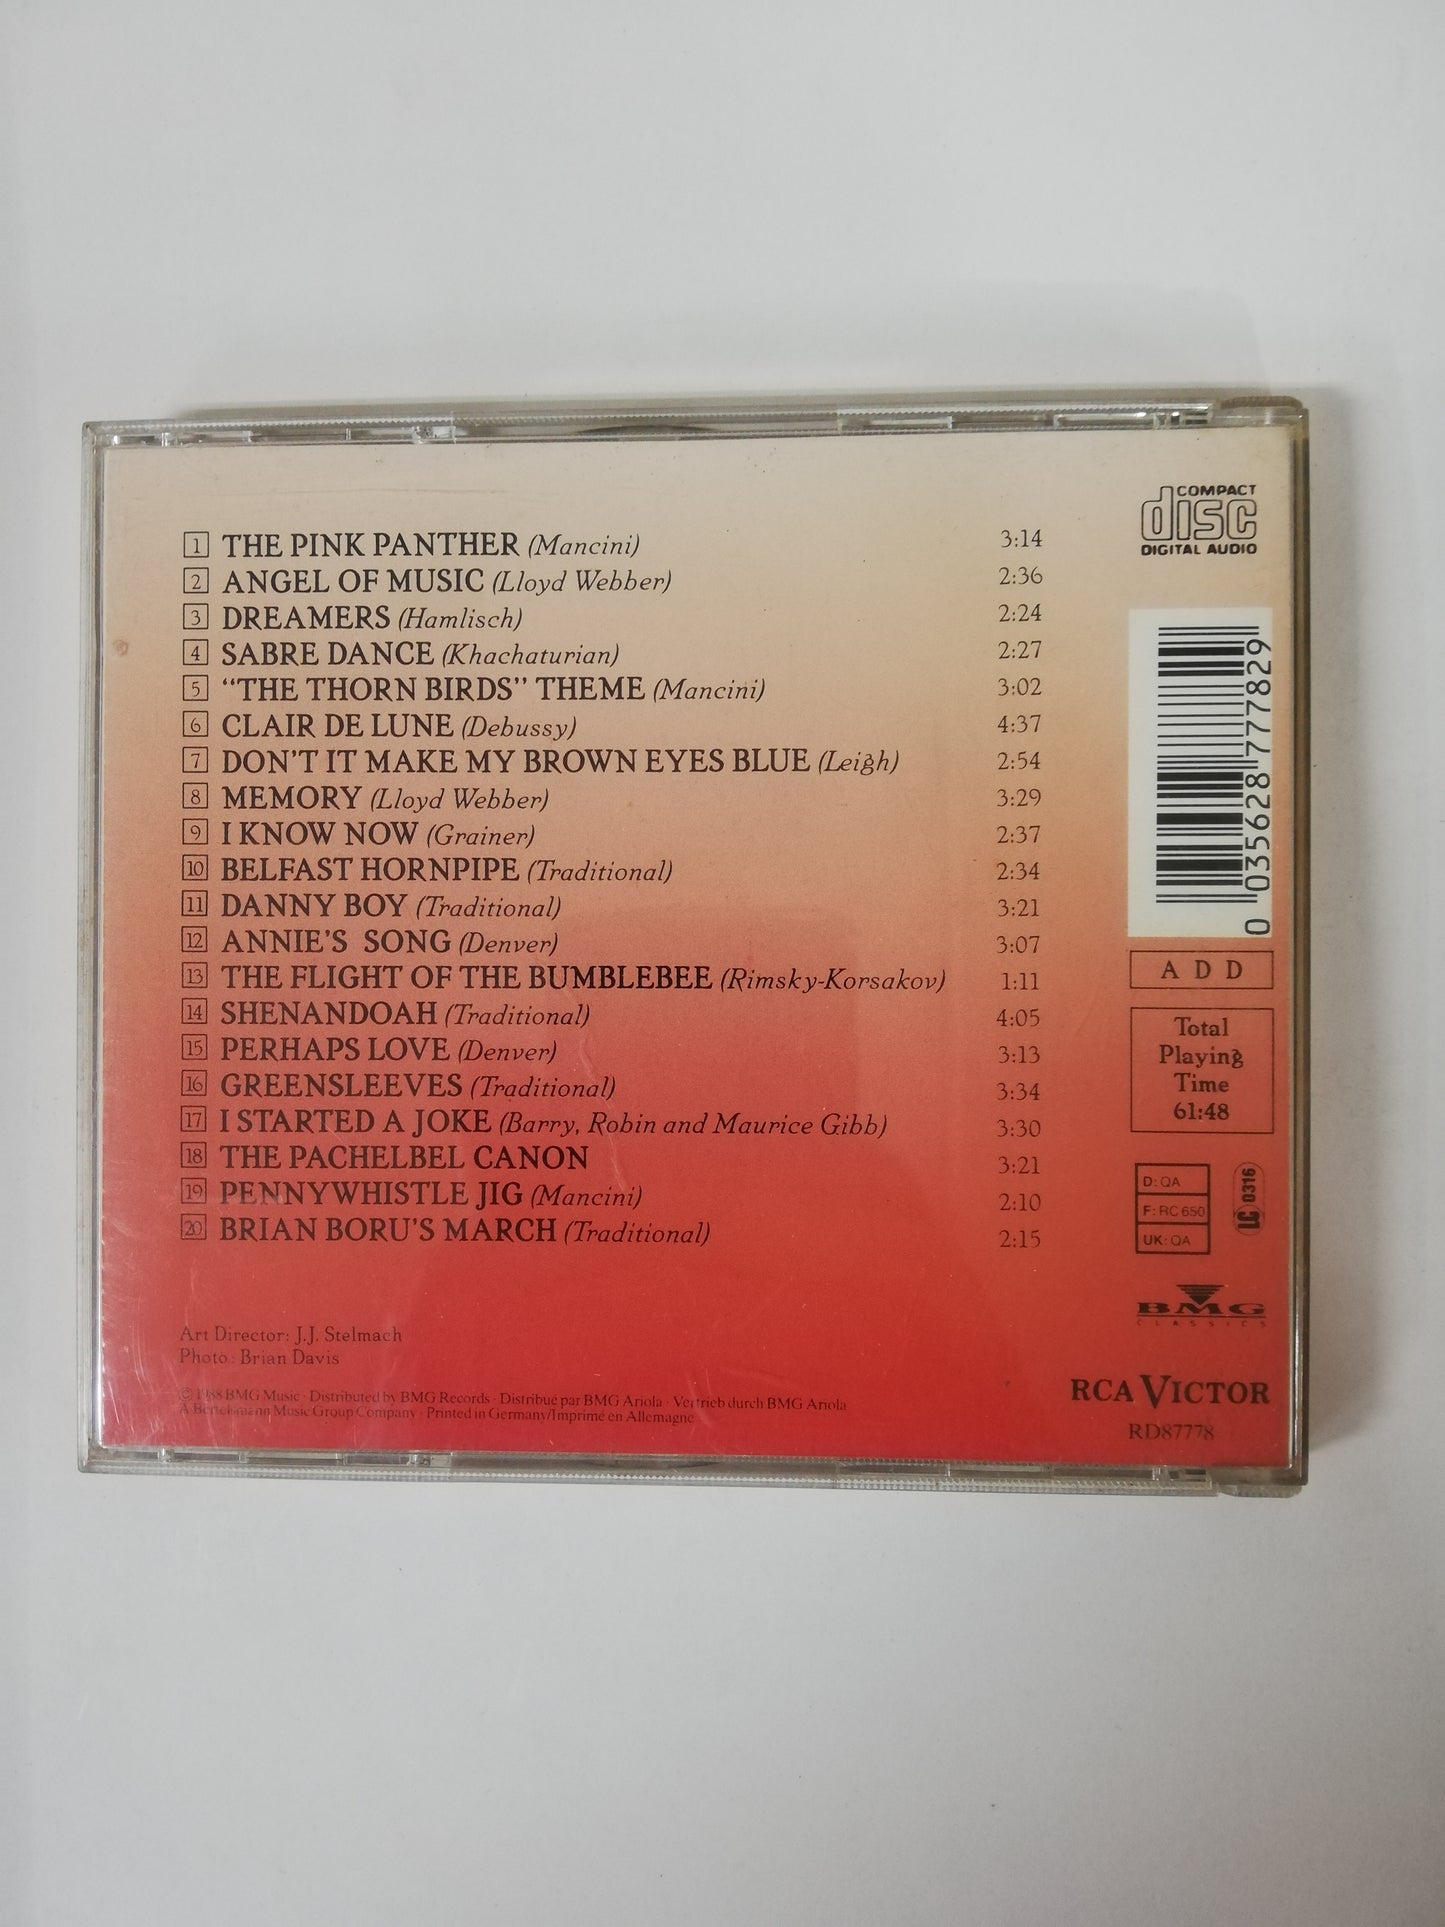 1 THE PINK PANTHER (Mancini) 3:14
2 ANGEL OF MUSIC (Lloyd Webber) 2:36
3 DREAMERS (Hamlisch) 2:24
4 SABRE DANCE (Khachaturian) 2:27
5 “THE THORN BIRDS” THEME (Mancini) 3:02
6 CLAIR DE LUNE (Debussy) 4:37
7 DON'T IT MAKE MY BROWN EYES BLUE (Leigh) 2:54
8 MEMORY (Lloyd Webber) 3:29
9 I KNOW NOW (Grainer) 2:37
10 BELFAST HORNPIPE (Traditional) 2:34
11 DANNY BOY (Traditional) 3:21
12 ANNIE'S SONG (Denver) 3:07
13 THE FLIGHT OF THE BUMBLEBEE (Rimsky-Korsakov) 1:11
14 SHENANDOAH (Traditional) 4:05
15 PERHAPS LOVE (Denver) 3:13
16 GREENSLEEVES (Traditional) 3:34
17 I STARTED A JOKE (Barry, Robin and Maurice Gibb) 3:30
18 THE PACHELBEL CANON 3:21
19 PENNYWHISTLE JIG (Mancini) 2:10
20 BRIAN BORU'S MARCH (Traditional) 2:15
Art Director: J.J. Stelmach
Photo: Brian Davis
© 1988 BMG Music · Distributed by BMG Records · Distribué par BMG Ariola · Vertrieb durch BMG Ariola
A Bertelsmann Music Group Company · Printed in Germany/Imprimé en Allemagne
COMPACT
disc
DIGITAL AUDIO
0 035628 777829
A D D
Total
Playing
Time
61:48
D: QA
F: RC 650
UK: QA
LC 0316
BMG
CLASSICS
RCA VICTOR
RD87778